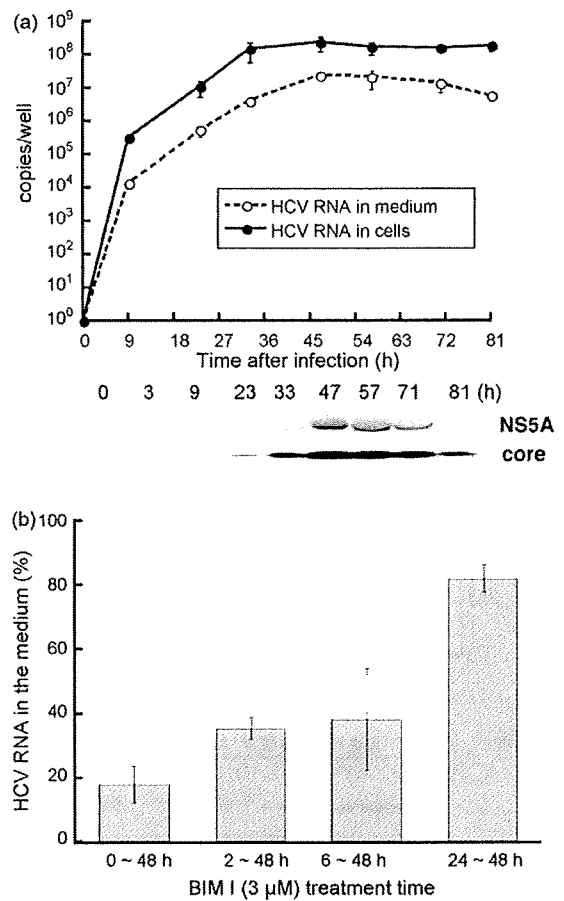 (a)
copies/well
10⁹
10⁸
10⁷
10⁶
10⁵
10⁴
10³
10²
10¹
10⁰
HCV RNA in medium
HCV RNA in cells
0 9 18 27 36 45 54 63 72 81
Time after infection (h)
0 3 9 23 33 47 57 71 81 (h)
NS5A
core
(b)
HCV RNA in the medium (%)
100
80
60
40
20
0
0 ~ 48 h 2 ~ 48 h 6 ~ 48 h 24 ~ 48 h
BIM I (3 μM) treatment time